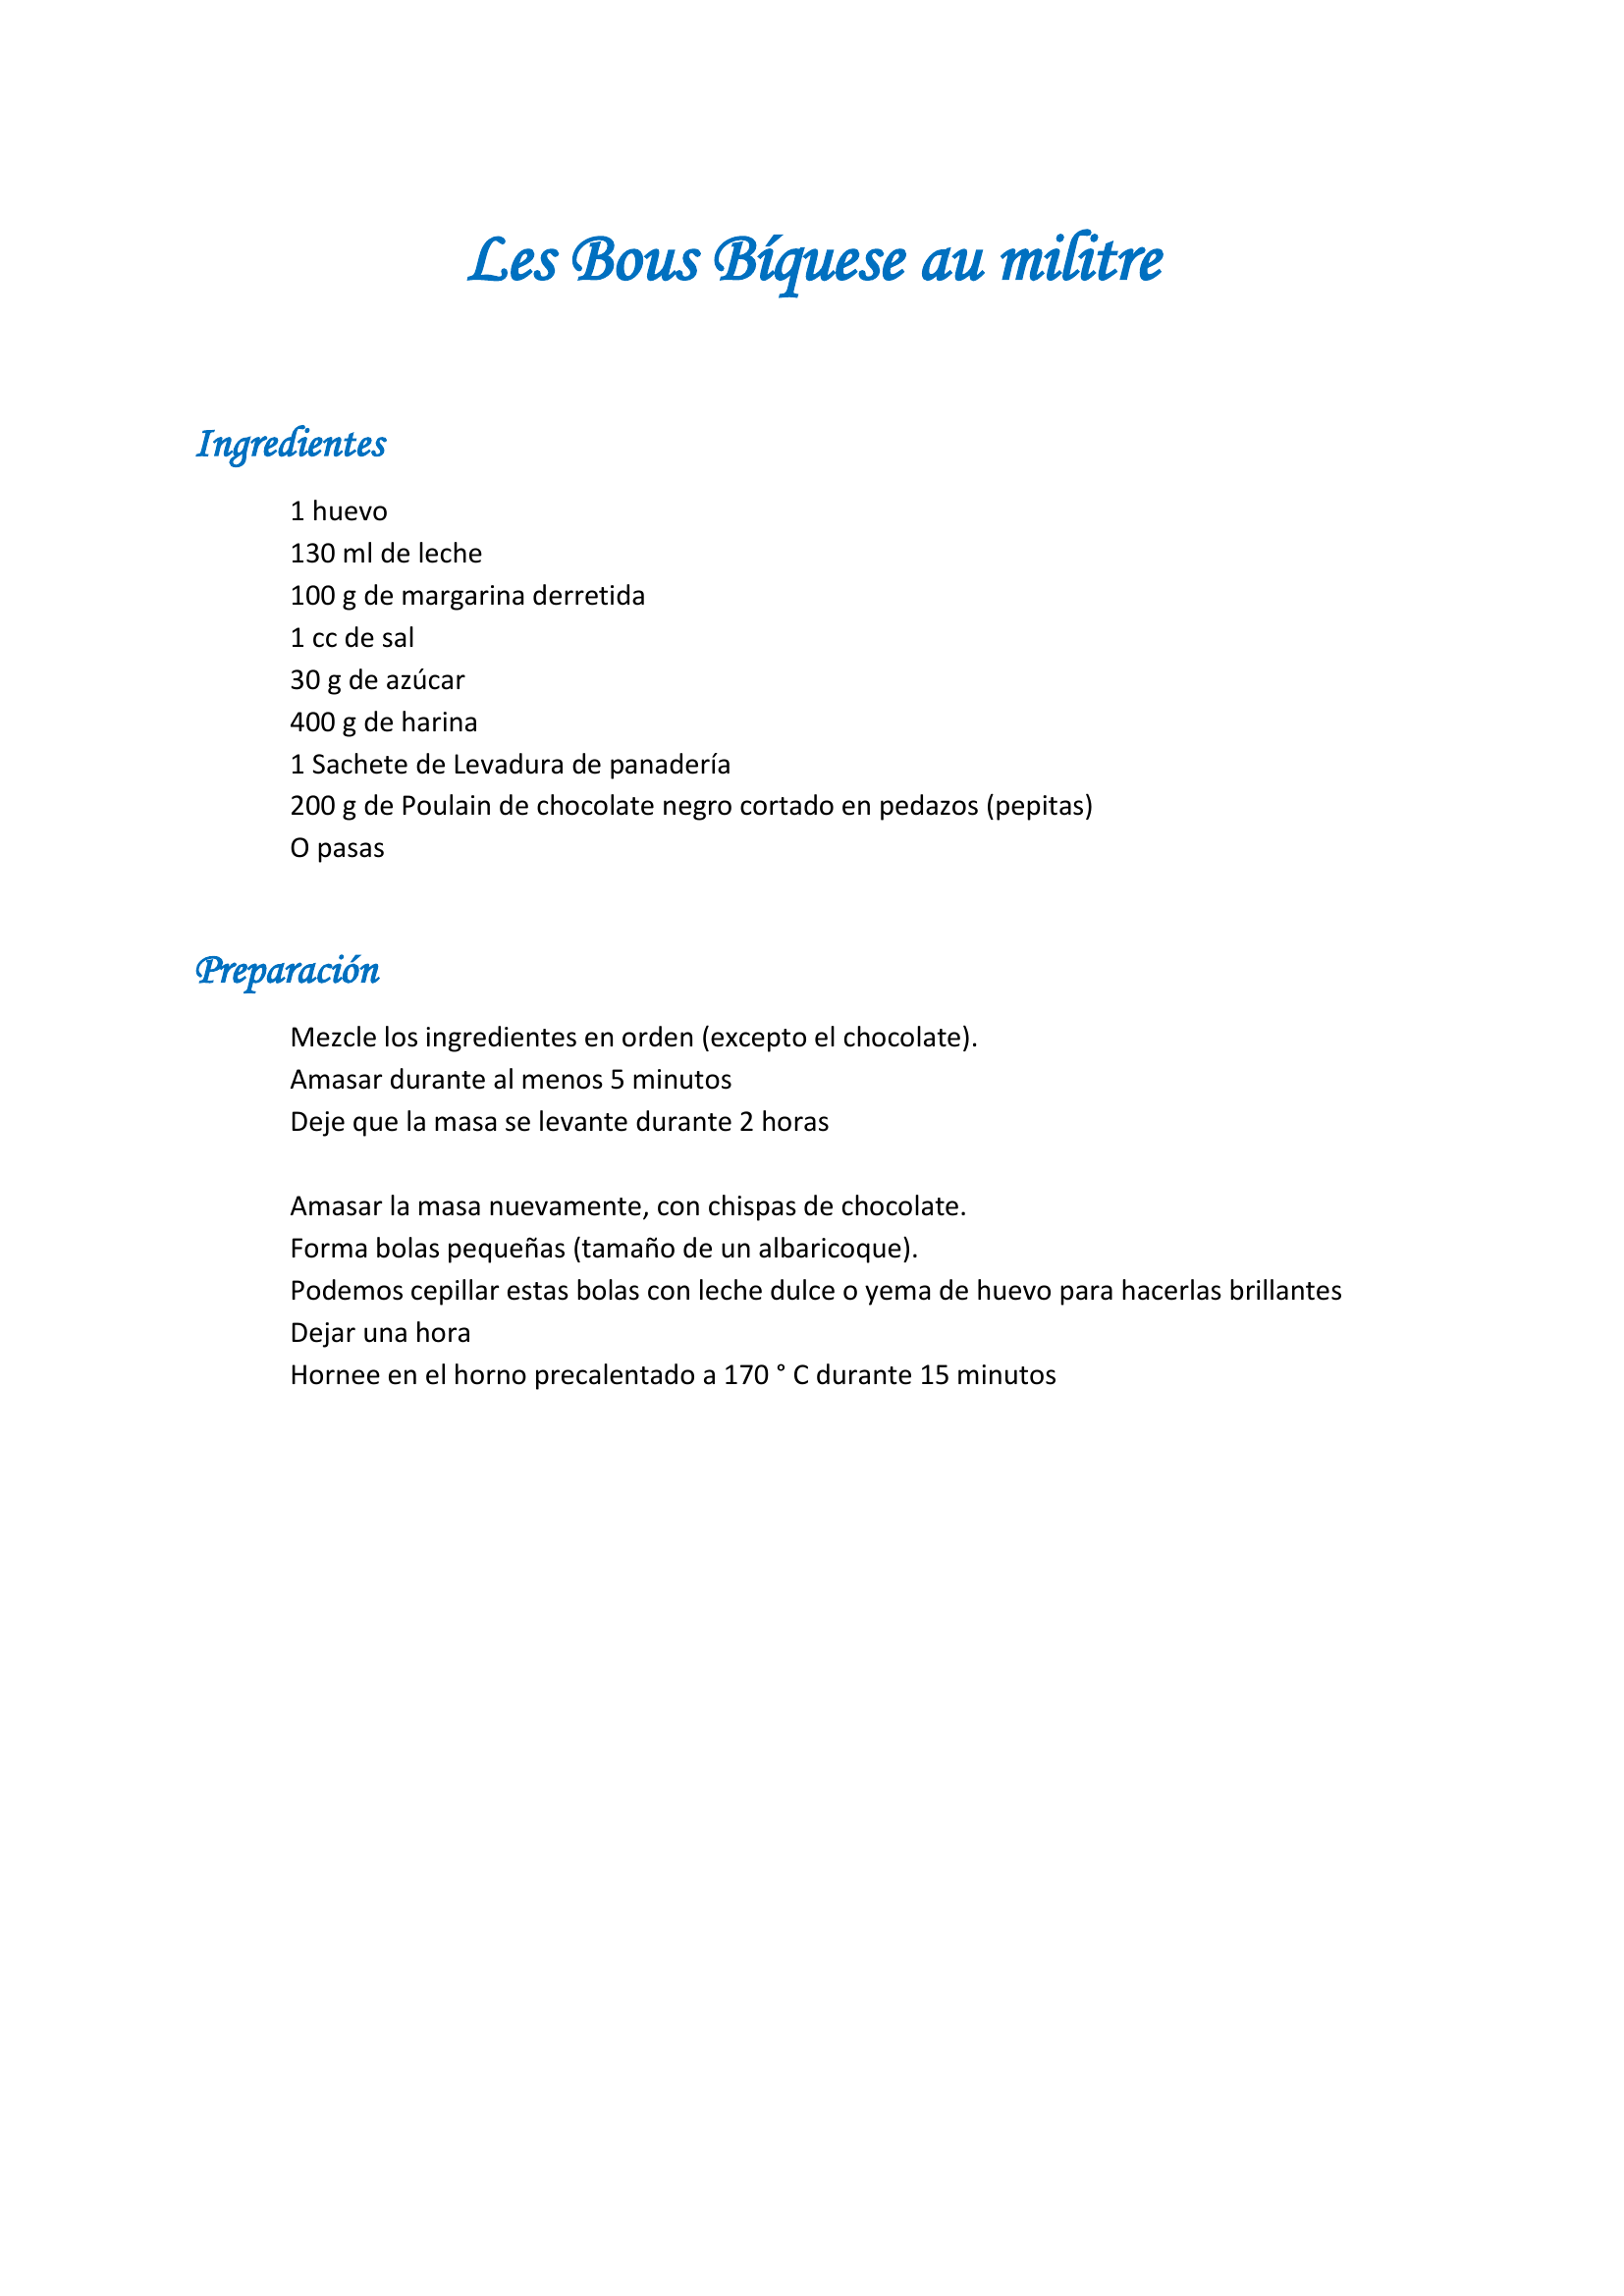 Les Bous Bíquese au militre
Ingredientes
1 huevo
130 ml de leche
100 g de margarina derretida
1 cc de sal
30 g de azúcar
400 g de harina
1 Sachete de Levadura de panadería
200 g de Poulain de chocolate negro cortado en pedazos (pepitas)
O pasas
Preparación
Mezcle los ingredientes en orden (excepto el chocolate).
Amasar durante al menos 5 minutos
Deje que la masa se levante durante 2 horas
Amasar la masa nuevamente, con chispas de chocolate.
Forma bolas pequeñas (tamaño de un albaricoque).
Podemos cepillar estas bolas con leche dulce o yema de huevo para hacerlas brillantes
Dejar una hora
Hornee en el horno precalentado a 170 ° C durante 15 minutos